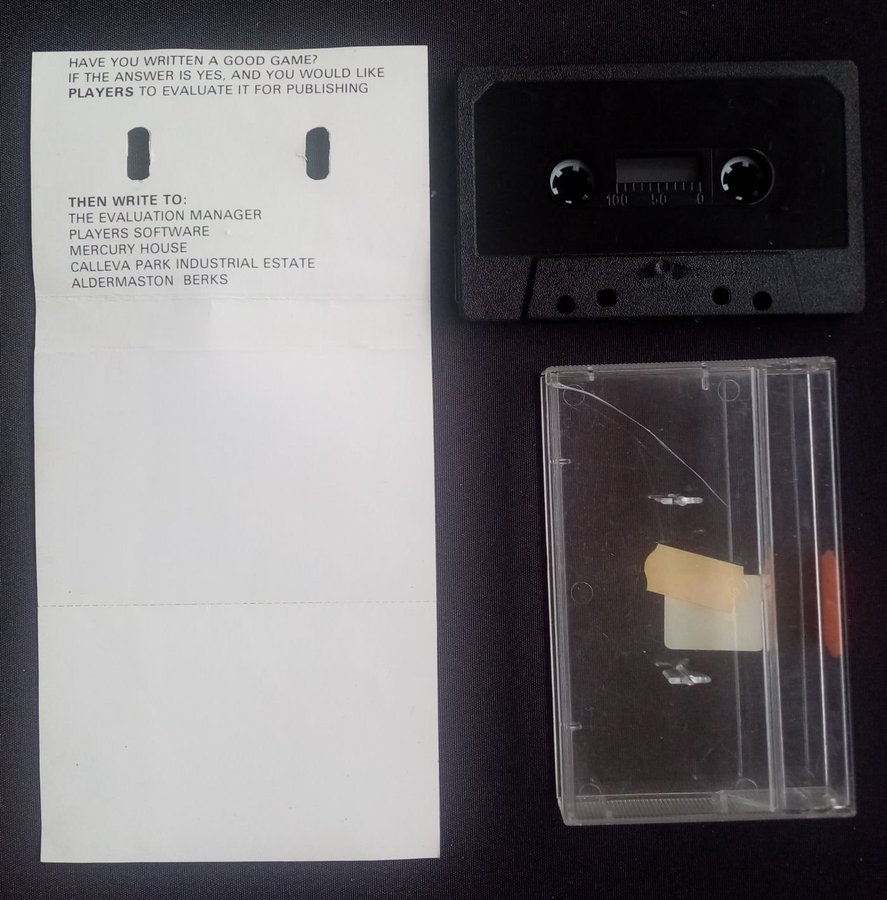 HAVE YOU WRITTEN A GOOD GAME?
IF THE ANSWER IS YES, AND YOU WOULD LIKE
PLAYERS TO EVALUATE IT FOR PUBLISHING
THEN WRITE TO:
THE EVALUATION MANAGER
PLAYERS SOFTWARE
MERCURY HOUSE
CALLEVA PARK INDUSTRIAL ESTATE
ALDERMASTON BERKS
100 50 0